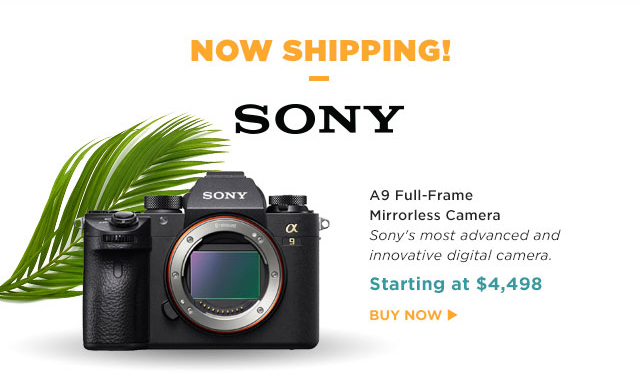 NOW SHIPPING!
SONY
A9 Full-Frame
Mirrorless Camera
Sony's most advanced and
innovative digital camera.
Starting at $4,498
BUY NOW ▶
SONY
α
9